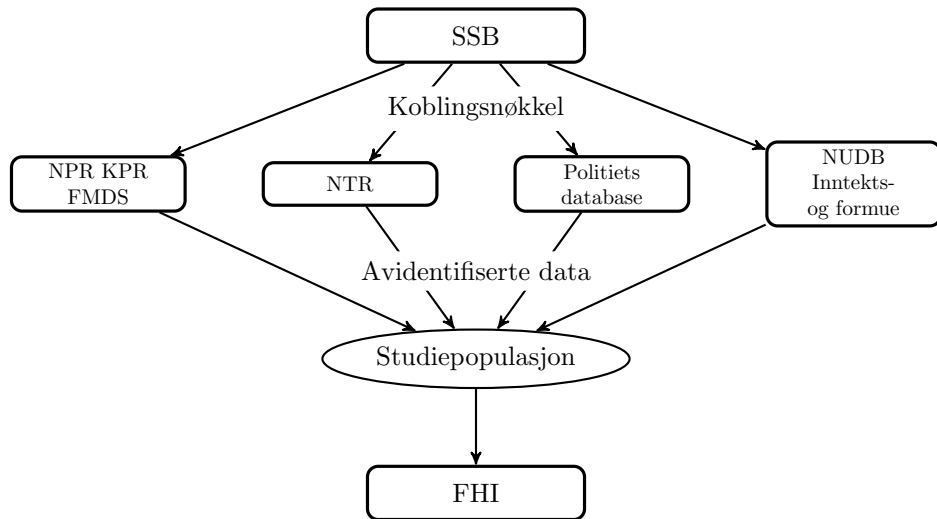 SSB
Koblingsnøkkel
NPR KPR
FMDS
NTR
Politiets
database
NUDB
Inntekts-
og formue
Avidentifiserte data
Studiepopulasjon
FHI